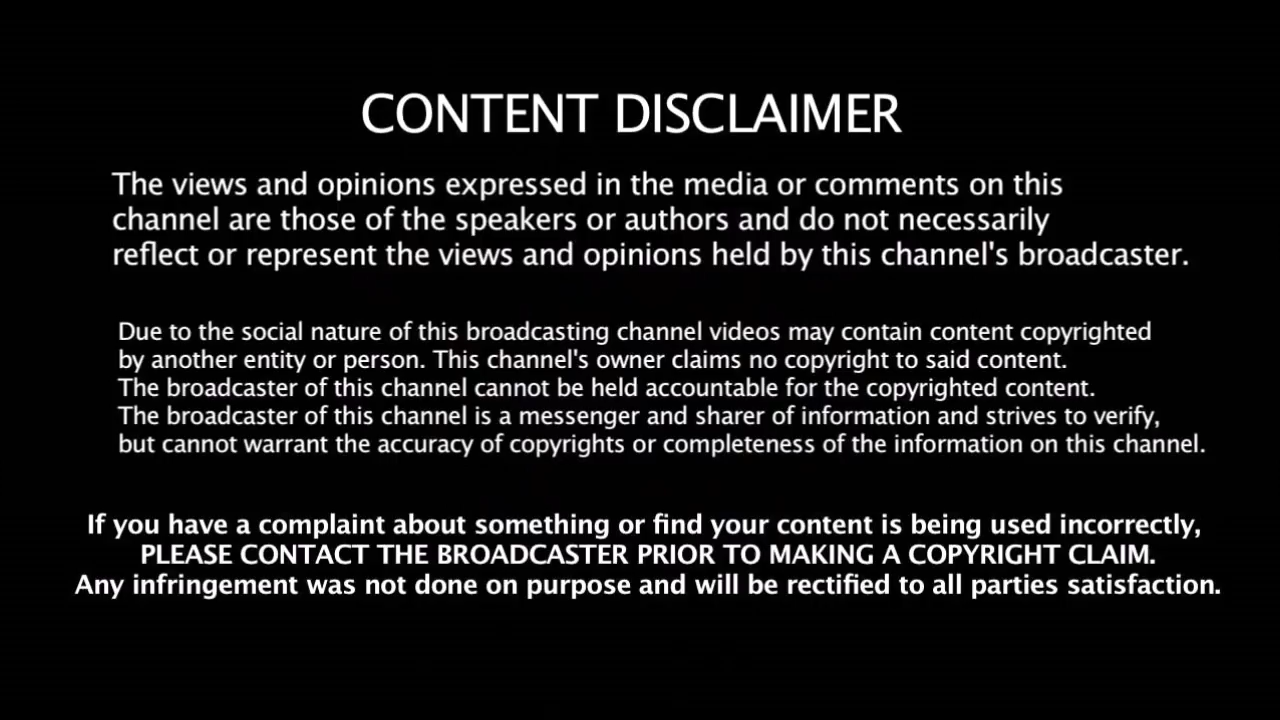 CONTENT DISCLAIMER
The views and opinions expressed in the media or comments on this
channel are those of the speakers or authors and do not necessarily
reflect or represent the views and opinions held by this channel's broadcaster.
Due to the social nature of this broadcasting channel videos may contain content copyrighted
by another entity or person. This channel's owner claims no copyright to said content.
The broadcaster of this channel cannot be held accountable for the copyrighted content.
The broadcaster of this channel is a messenger and sharer of information and strives to verify,
but cannot warrant the accuracy of copyrights or completeness of the information on this channel.
If you have a complaint about something or find your content is being used incorrectly,
PLEASE CONTACT THE BROADCASTER PRIOR TO MAKING A COPYRIGHT CLAIM.
Any infringement was not done on purpose and will be rectified to all parties satisfaction.